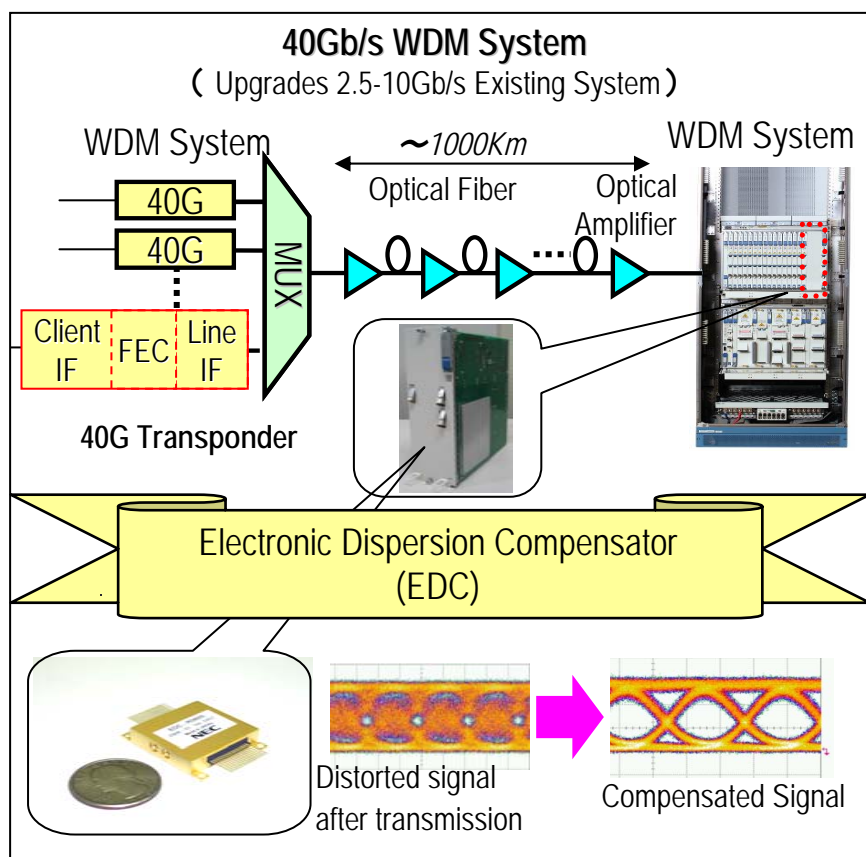 40Gb/s WDM System
( Upgrades 2.5-10Gb/s Existing System )
WDM System
~1000Km
WDM System
Optical Fiber
Optical
Amplifier
40G
40G
MUX
Client
IF
FEC
Line
IF
40G Transponder
Electronic Dispersion Compensator
(EDC)
NEC
Distorted signal
after transmission
Compensated Signal